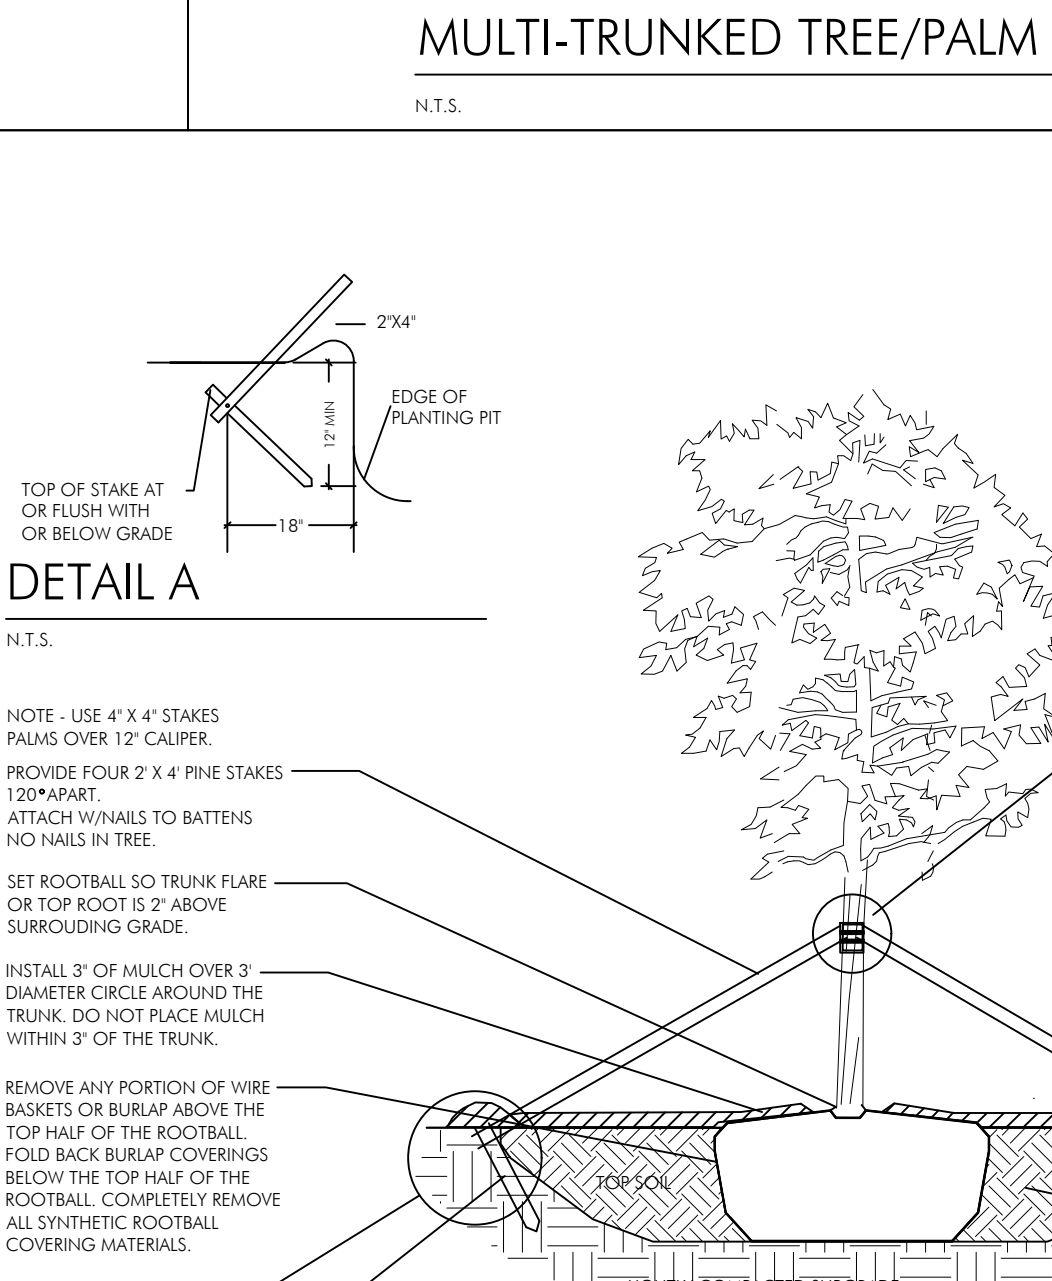 MULTI-TRUNKED TREE/PALM
N.T.S.
2"X4"
EDGE OF
PLANTING PIT
12" MIN
TOP OF STAKE AT
OR FLUSH WITH
OR BELOW GRADE
18"
DETAIL A
N.T.S.
NOTE - USE 4" X 4" STAKES
PALMS OVER 12" CALIPER.
PROVIDE FOUR 2' X 4' PINE STAKES
120° APART.
ATTACH W/NAILS TO BATTENS
NO NAILS IN TREE.
SET ROOTBALL SO TRUNK FLARE
OR TOP ROOT IS 2" ABOVE
SURROUDING GRADE.
INSTALL 3" OF MULCH OVER 3'
DIAMETER CIRCLE AROUND THE
TRUNK. DO NOT PLACE MULCH
WITHIN 3" OF THE TRUNK.
REMOVE ANY PORTION OF WIRE
BASKETS OR BURLAP ABOVE THE
TOP HALF OF THE ROOTBALL.
FOLD BACK BURLAP COVERINGS
BELOW THE TOP HALF OF THE
ROOTBALL. COMPLETELY REMOVE
ALL SYNTHETIC ROOTBALL
COVERING MATERIALS.
TOP SOIL